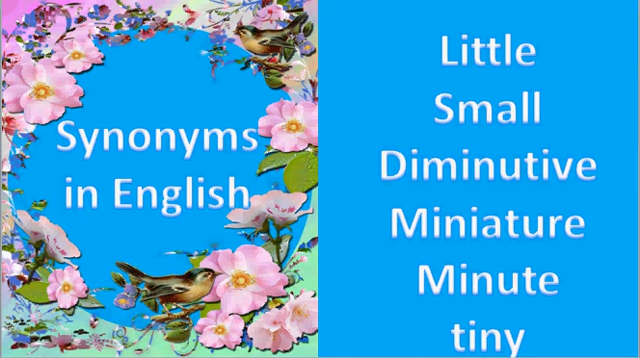 Synonyms
in English
Little
Small
Diminutive
Miniature
Minute
tiny